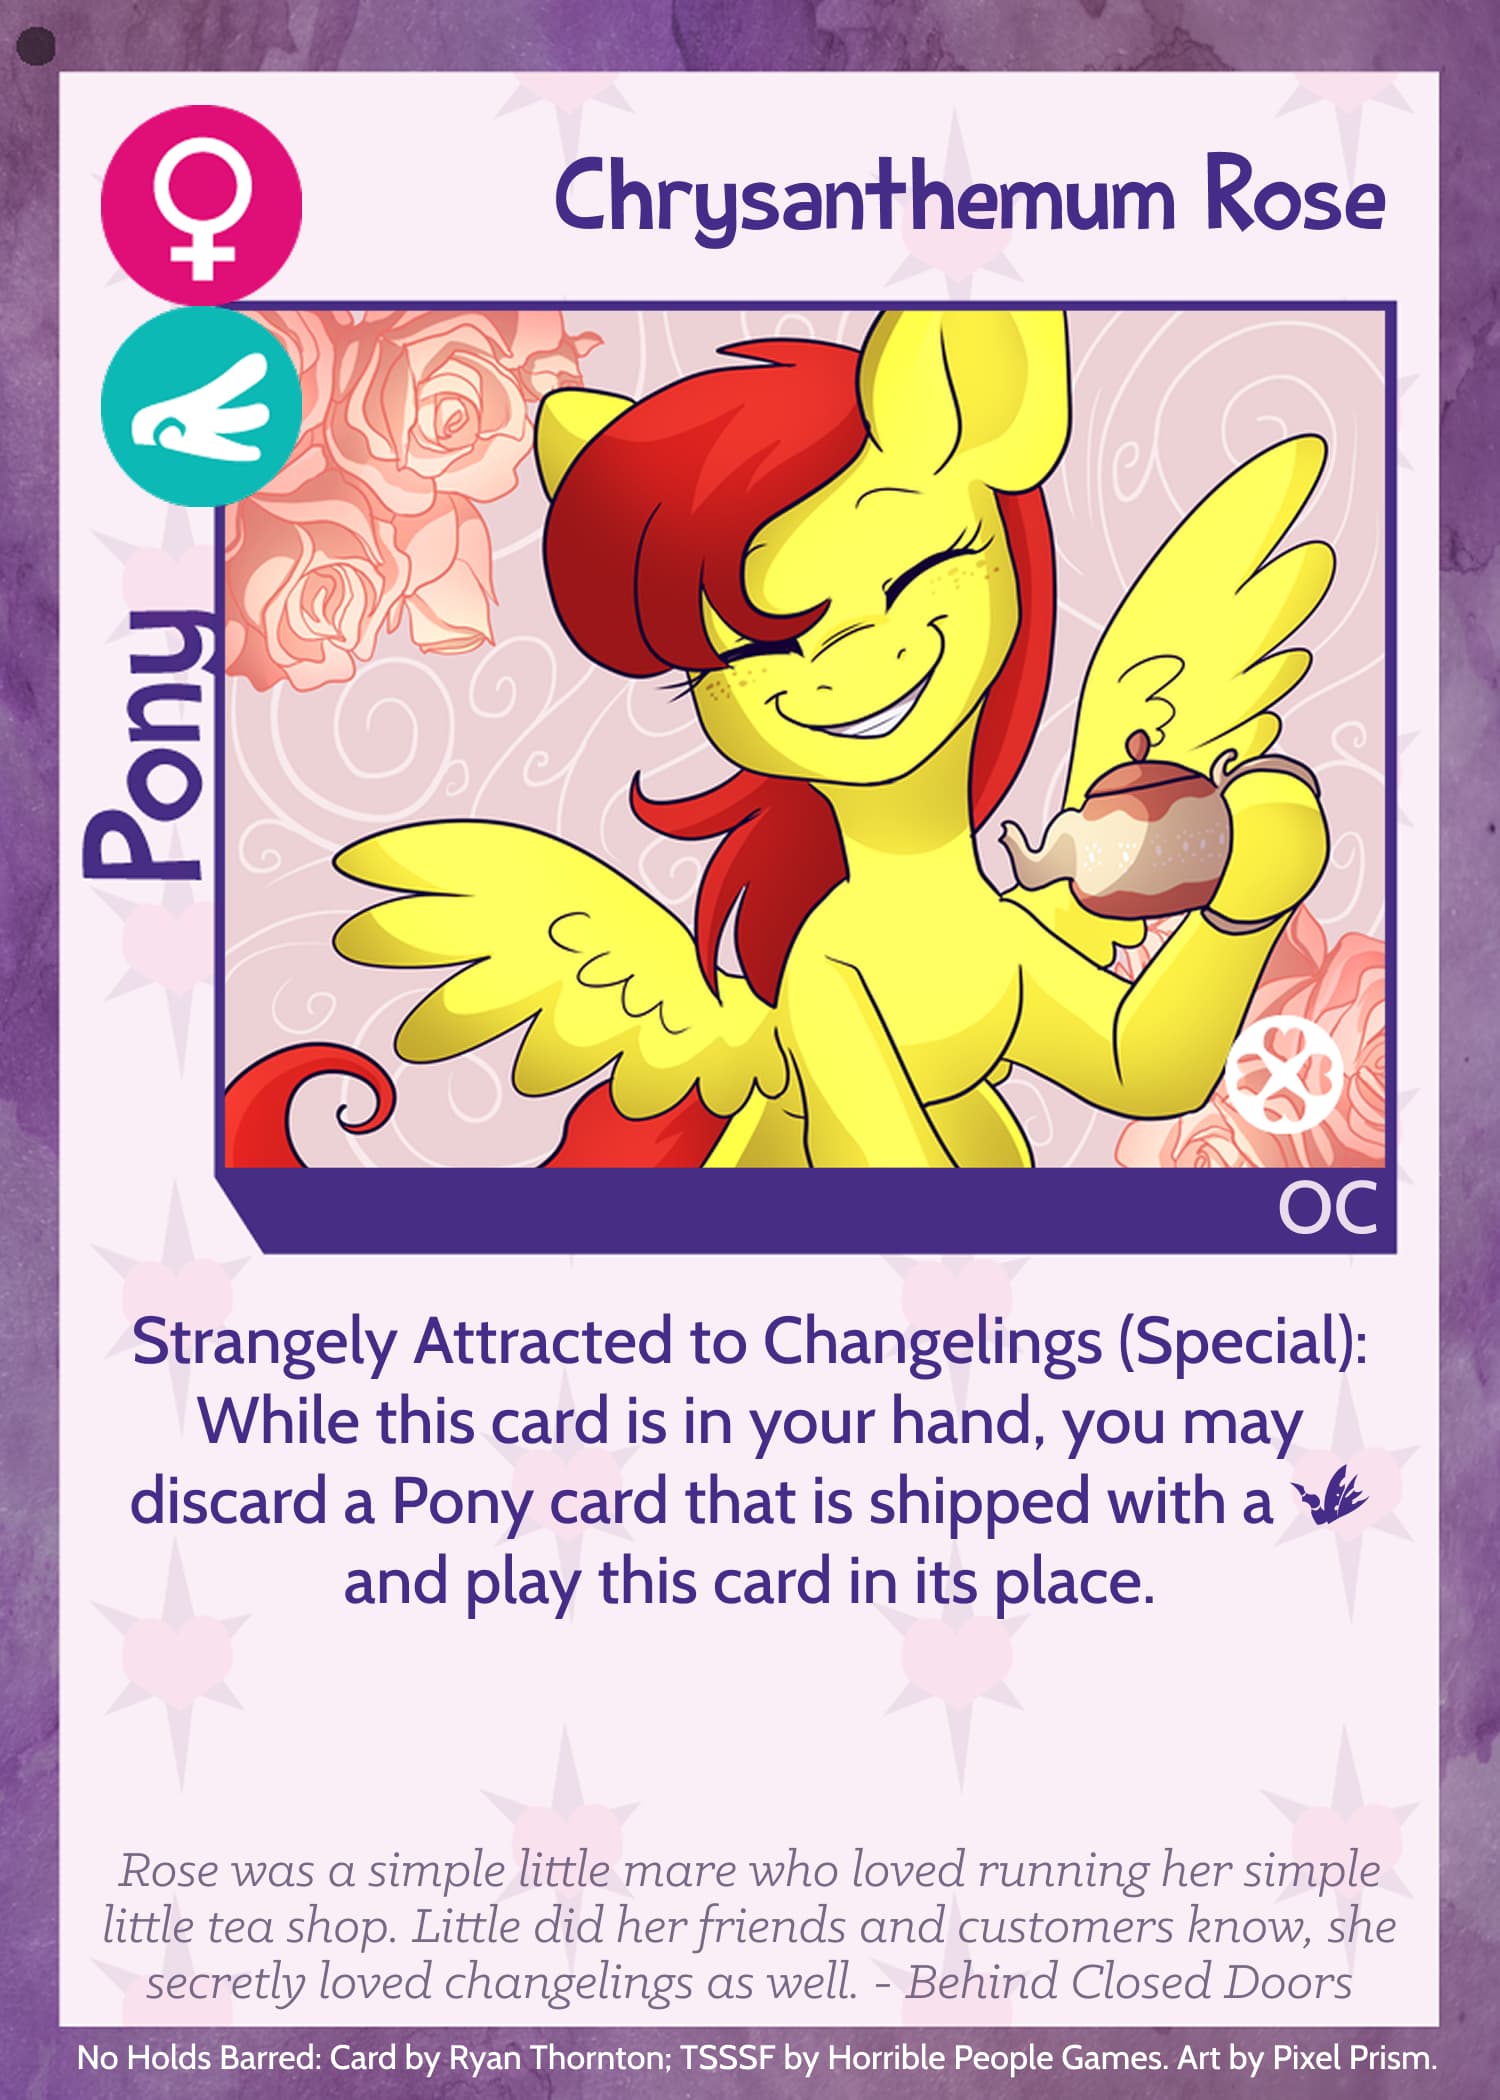 Chrysanthemum Rose
Pony
OC
Strangely Attracted to Changelings (Special):
While this card is in your hand, you may
discard a Pony card that is shipped with a
and play this card in its place.
Rose was a simple little mare who loved running her simple
little tea shop. Little did her friends and customers know, she
secretly loved changelings as well. - Behind Closed Doors
No Holds Barred: Card by Ryan Thornton; TSSSF by Horrible People Games. Art by Pixel Prism.